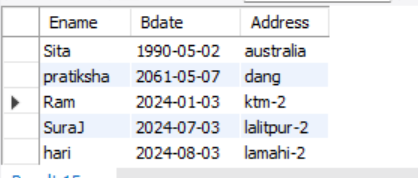 Ename Bdate Address
Sita 1990-05-02 australia
pratiksha 2061-05-07 dang
Ram 2024-01-03 ktm-2
SuraJ 2024-07-03 lalitpur-2
hari 2024-08-03 lamahi-2